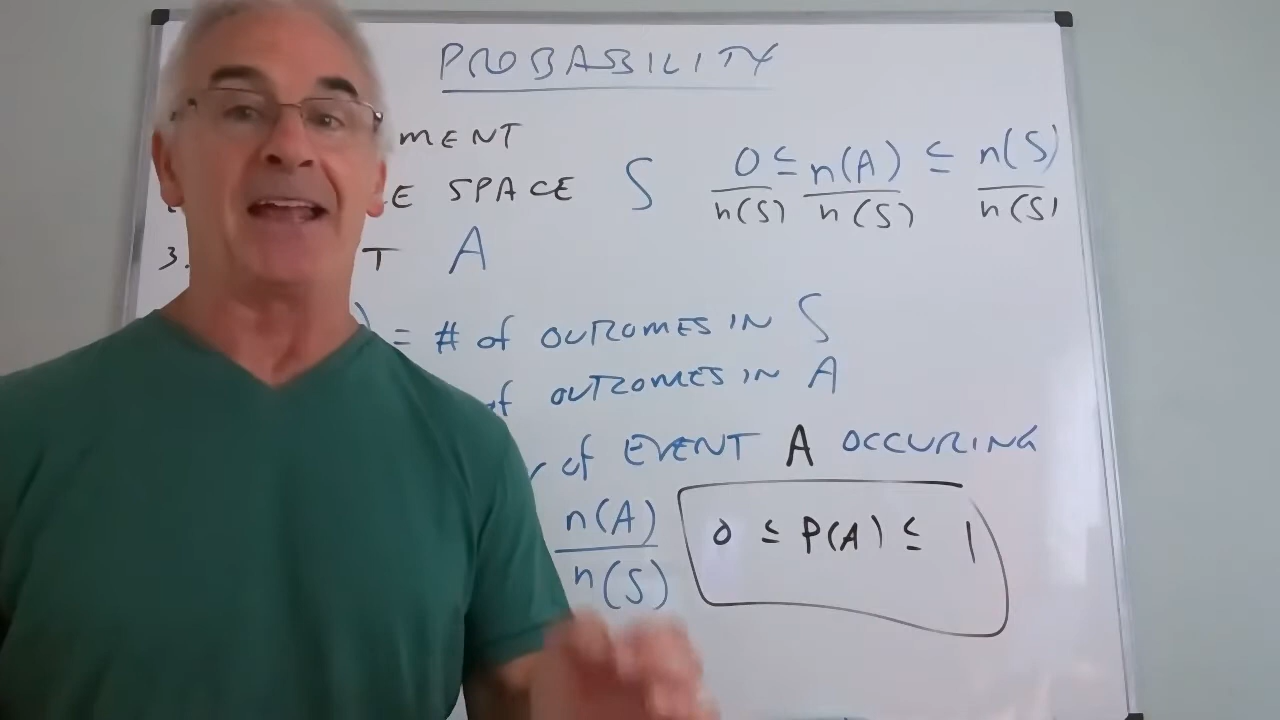 PROBABILITY
MENT
E SPACE S
0 ≤ n(A) ≤ n(S)
n(S) n(S) n(S)
3. T A
) = # of OUTCOMES IN S
of OUTCOMES IN A
of EVENT A OCCURING
n(A)
n(S)
0 ≤ P(A) ≤ 1